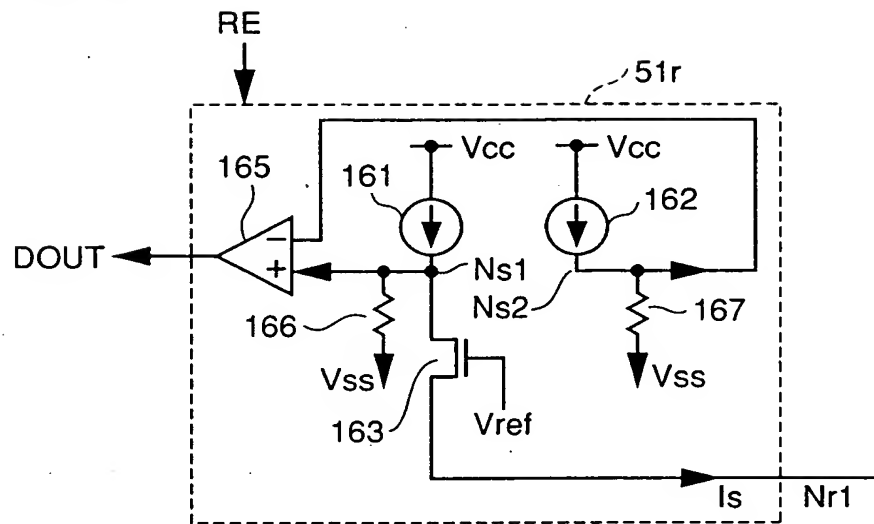 RE
51r
Vcc
Vcc
165
161
162
DOUT
−
+
Ns1
Ns2
166
167
Vss
Vss
163
Vref
Is
Nr1